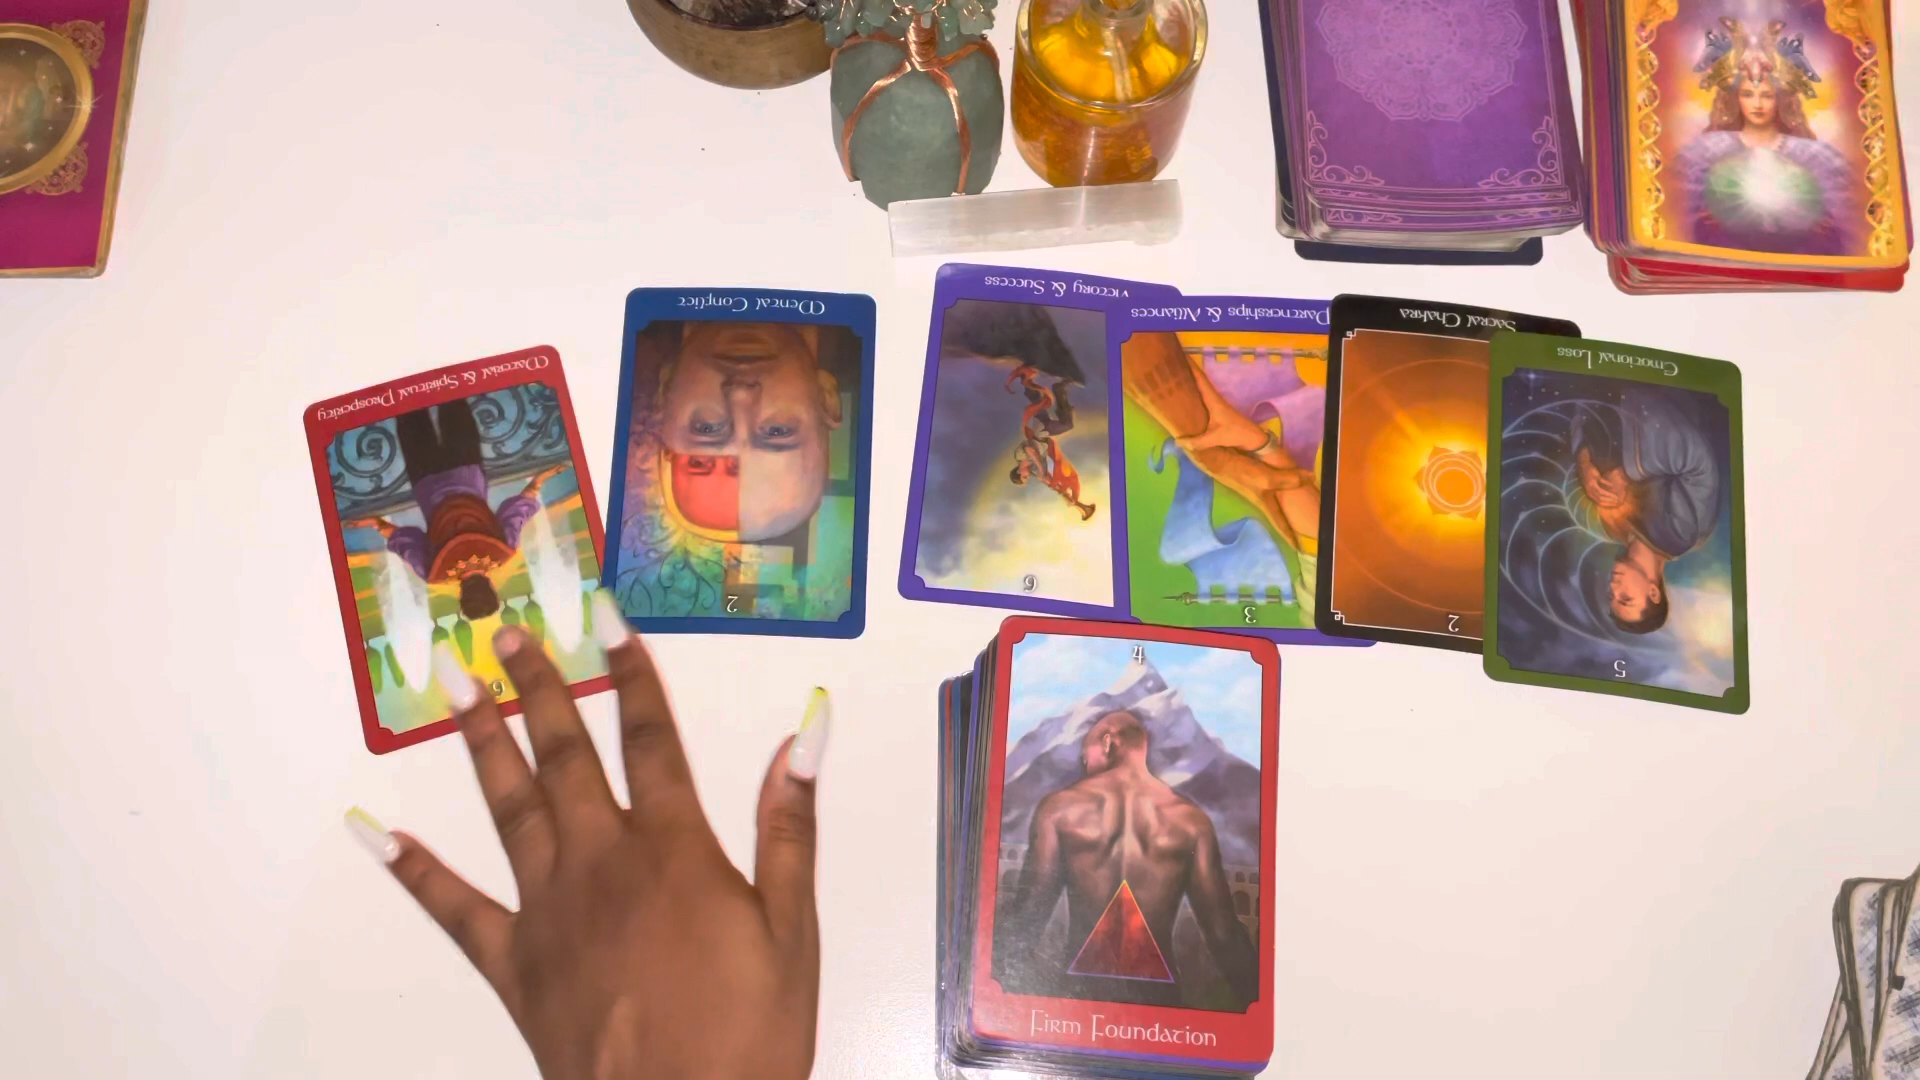 Material & Spiritual Prosperity
6
Mental Conflict
2
Victory & Success
6
Partnerships & Alliances
3
Sacral Chakra
2
Emotional Loss
5
4
Firm Foundation